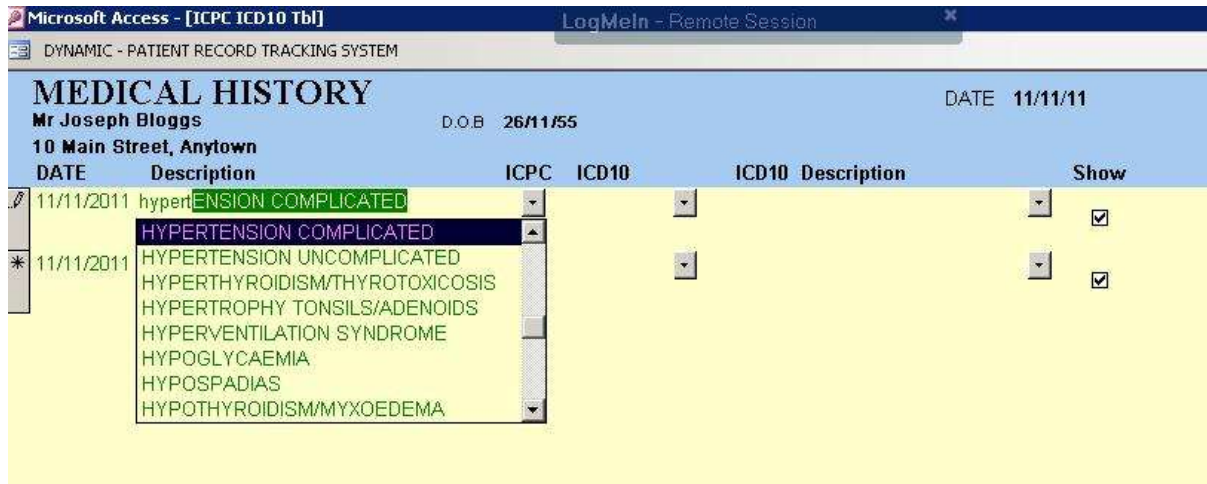 Microsoft Access - [ICPC ICD10 Tbl]
LogMeIn - Remote Session
DYNAMIC - PATIENT RECORD TRACKING SYSTEM
MEDICAL HISTORY
DATE 11/11/11
Mr Joseph Bloggs
D.O.B 26/11/55
10 Main Street, Anytown
DATE Description ICPC ICD10 ICD10 Description Show
11/11/2011 hypertENSION COMPLICATED
HYPERTENSION COMPLICATED
HYPERTENSION UNCOMPLICATED
11/11/2011
HYPERTHYROIDISM/THYROTOXICOSIS
HYPERTROPHY TONSILS/ADENOIDS
HYPERVENTILATION SYNDROME
HYPOGLYCAEMIA
HYPOSPADIAS
HYPOTHYROIDISM/MYXOEDEMA